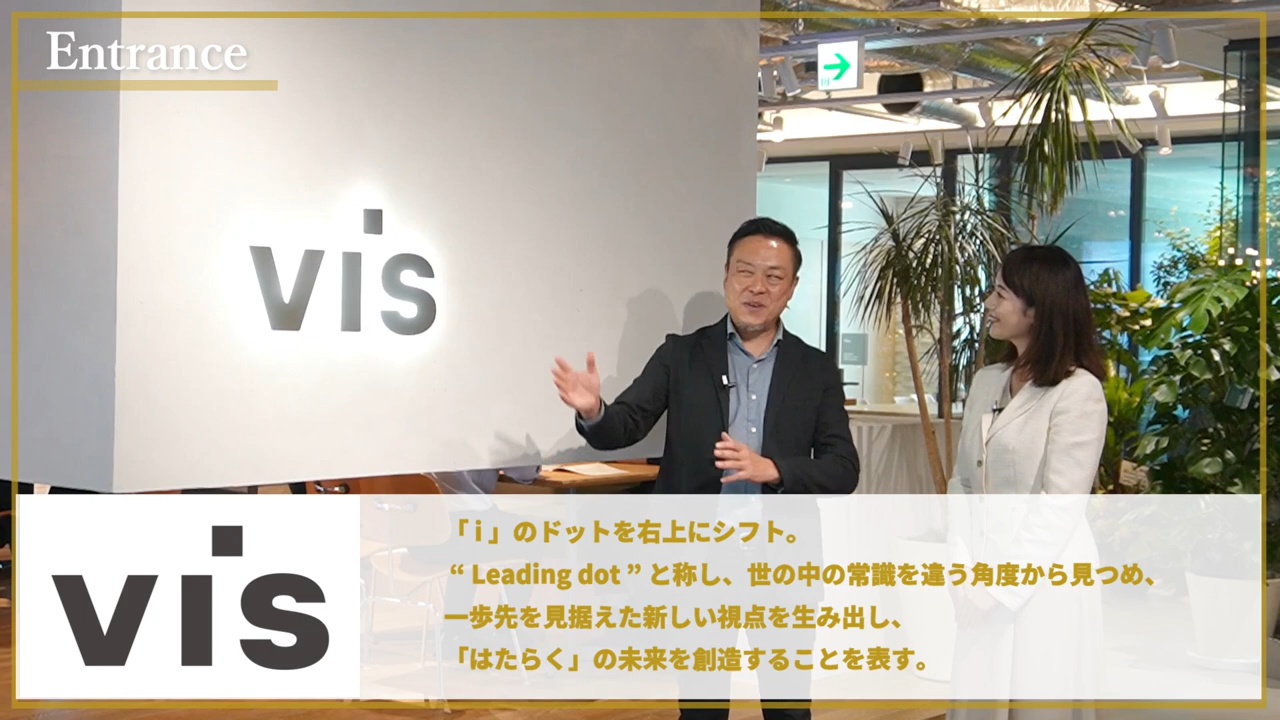 Entrance
vis
vis
「i」のドットを右上にシフト。
“ Leading dot ” と称し、世の中の常識を違う角度から見つめ、
一歩先を見据えた新しい視点を生み出し、
「はたらく」の未来を創造することを表す。